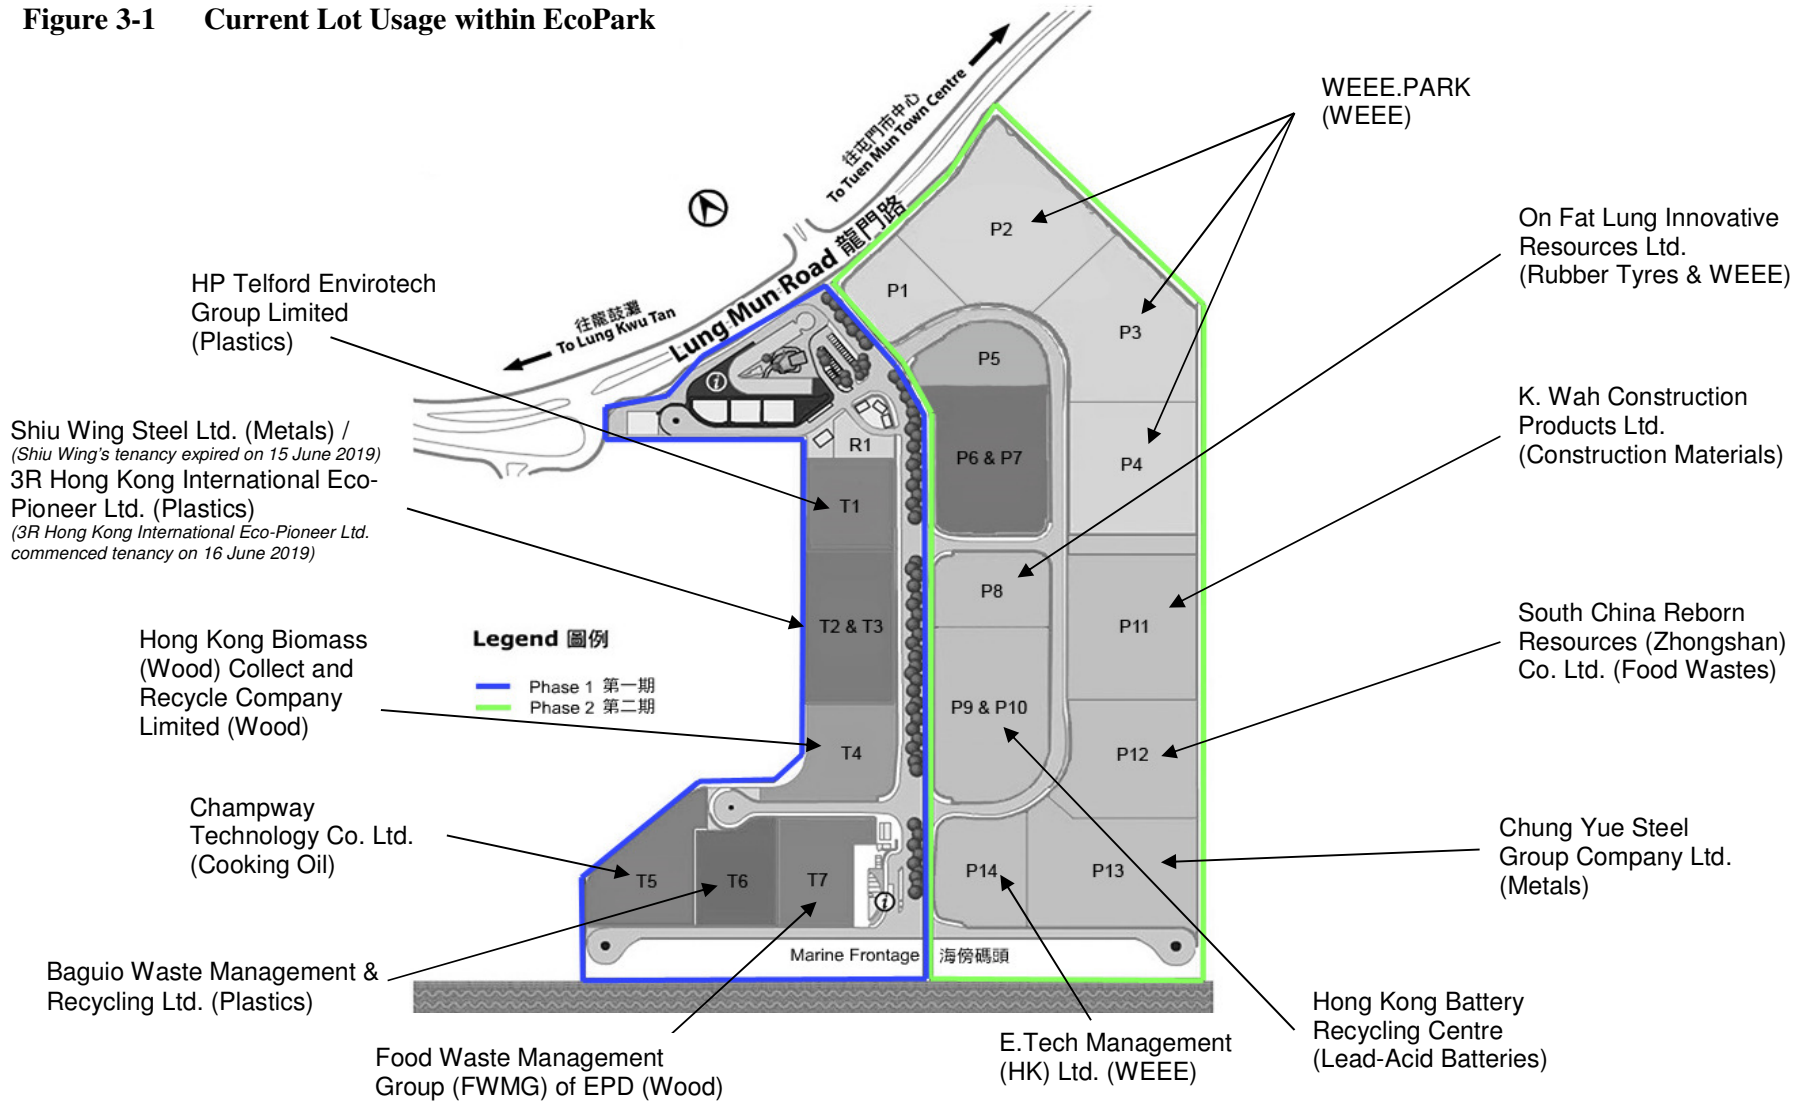 Figure 3-1 Current Lot Usage within EcoPark
WEEE.PARK
(WEEE)
往屯門市中心
To Tuen Mun Town Centre
Lung Mun Road 龍門路
往龍鼓灘
To Lung Kwu Tan
On Fat Lung Innovative
Resources Ltd.
(Rubber Tyres & WEEE)
HP Telford Envirotech
Group Limited
(Plastics)
K. Wah Construction
Products Ltd.
(Construction Materials)
Shiu Wing Steel Ltd. (Metals) /
(Shiu Wing's tenancy expired on 15 June 2019)
3R Hong Kong International Eco-
Pioneer Ltd. (Plastics)
(3R Hong Kong International Eco-Pioneer Ltd.
commenced tenancy on 16 June 2019)
South China Reborn
Resources (Zhongshan)
Co. Ltd. (Food Wastes)
Hong Kong Biomass
(Wood) Collect and
Recycle Company
Limited (Wood)
Legend 圖例
Phase 1 第一期
Phase 2 第二期
Champway
Technology Co. Ltd.
(Cooking Oil)
Chung Yue Steel
Group Company Ltd.
(Metals)
Baguio Waste Management &
Recycling Ltd. (Plastics)
Food Waste Management
Group (FWMG) of EPD (Wood)
E.Tech Management
(HK) Ltd. (WEEE)
Hong Kong Battery
Recycling Centre
(Lead-Acid Batteries)
P2
P1
P3
P5
i
R1
P6 & P7
P4
T1
P8
T2 & T3
P11
P9 & P10
T4
P12
T5
T6
T7
i
P14
P13
Marine Frontage 海傍碼頭